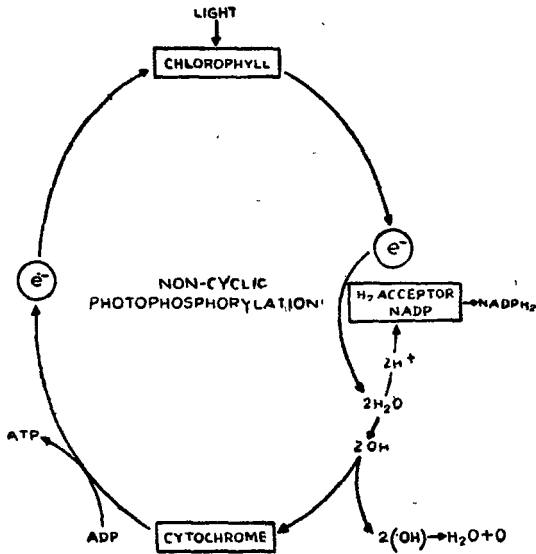 LIGHT
CHLOROPHYLL
e⁻
e⁻
NON-CYCLIC
PHOTOPHOSPHORYLATION
H₂ ACCEPTOR
NADP
NADPH₂
2H⁺
2H₂O
2OH
ATP
ADP
CYTOCHROME
2(·OH)→H₂O+O